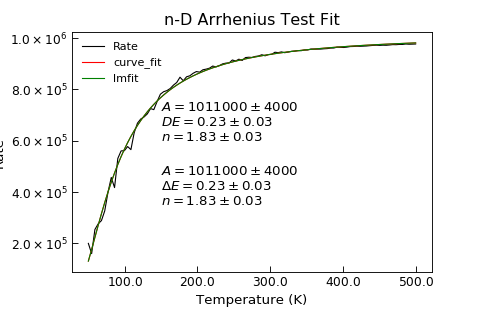 n-D Arrhenius Test Fit
1.0 × 10⁶
8.0 × 10⁵
6.0 × 10⁵
4.0 × 10⁵
2.0 × 10⁵
Rate
curve_fit
lmfit
A = 1011000 ± 4000
DE = 0.23 ± 0.03
n = 1.83 ± 0.03
A = 1011000 ± 4000
ΔE = 0.23 ± 0.03
n = 1.83 ± 0.03
100.0 200.0 300.0 400.0 500.0
Temperature (K)